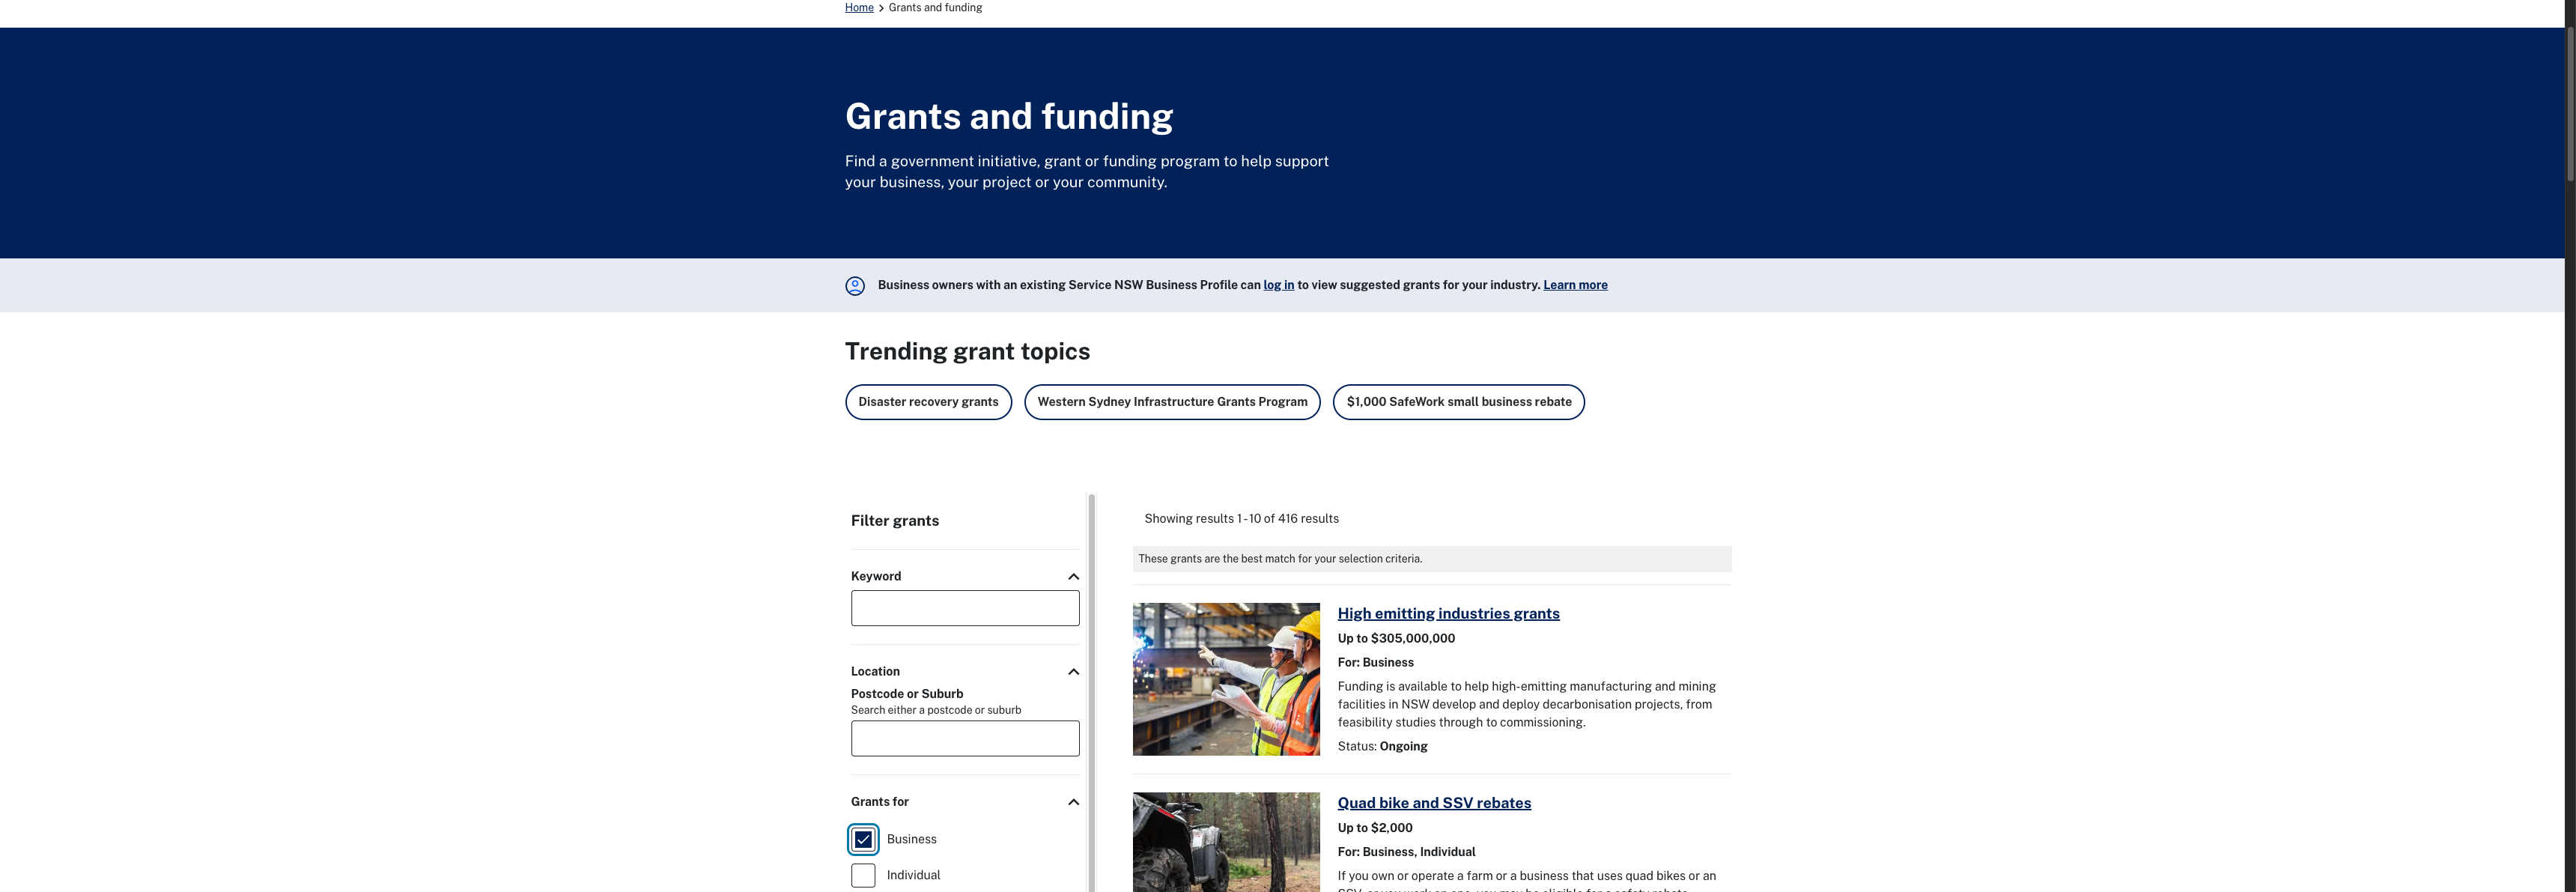 Home > Grants and funding
Grants and funding
Find a government initiative, grant or funding program to help support
your business, your project or your community.
Business owners with an existing Service NSW Business Profile can log in to view suggested grants for your industry. Learn more
Trending grant topics
Disaster recovery grants
Western Sydney Infrastructure Grants Program
$1,000 SafeWork small business rebate
Filter grants
Keyword
Location
Postcode or Suburb
Search either a postcode or suburb
Grants for
Business
Individual
Showing results 1 - 10 of 416 results
These grants are the best match for your selection criteria.
High emitting industries grants
Up to $305,000,000
For: Business
Funding is available to help high-emitting manufacturing and mining
facilities in NSW develop and deploy decarbonisation projects, from
feasibility studies through to commissioning.
Status: Ongoing
Quad bike and SSV rebates
Up to $2,000
For: Business, Individual
If you own or operate a farm or a business that uses quad bikes or an